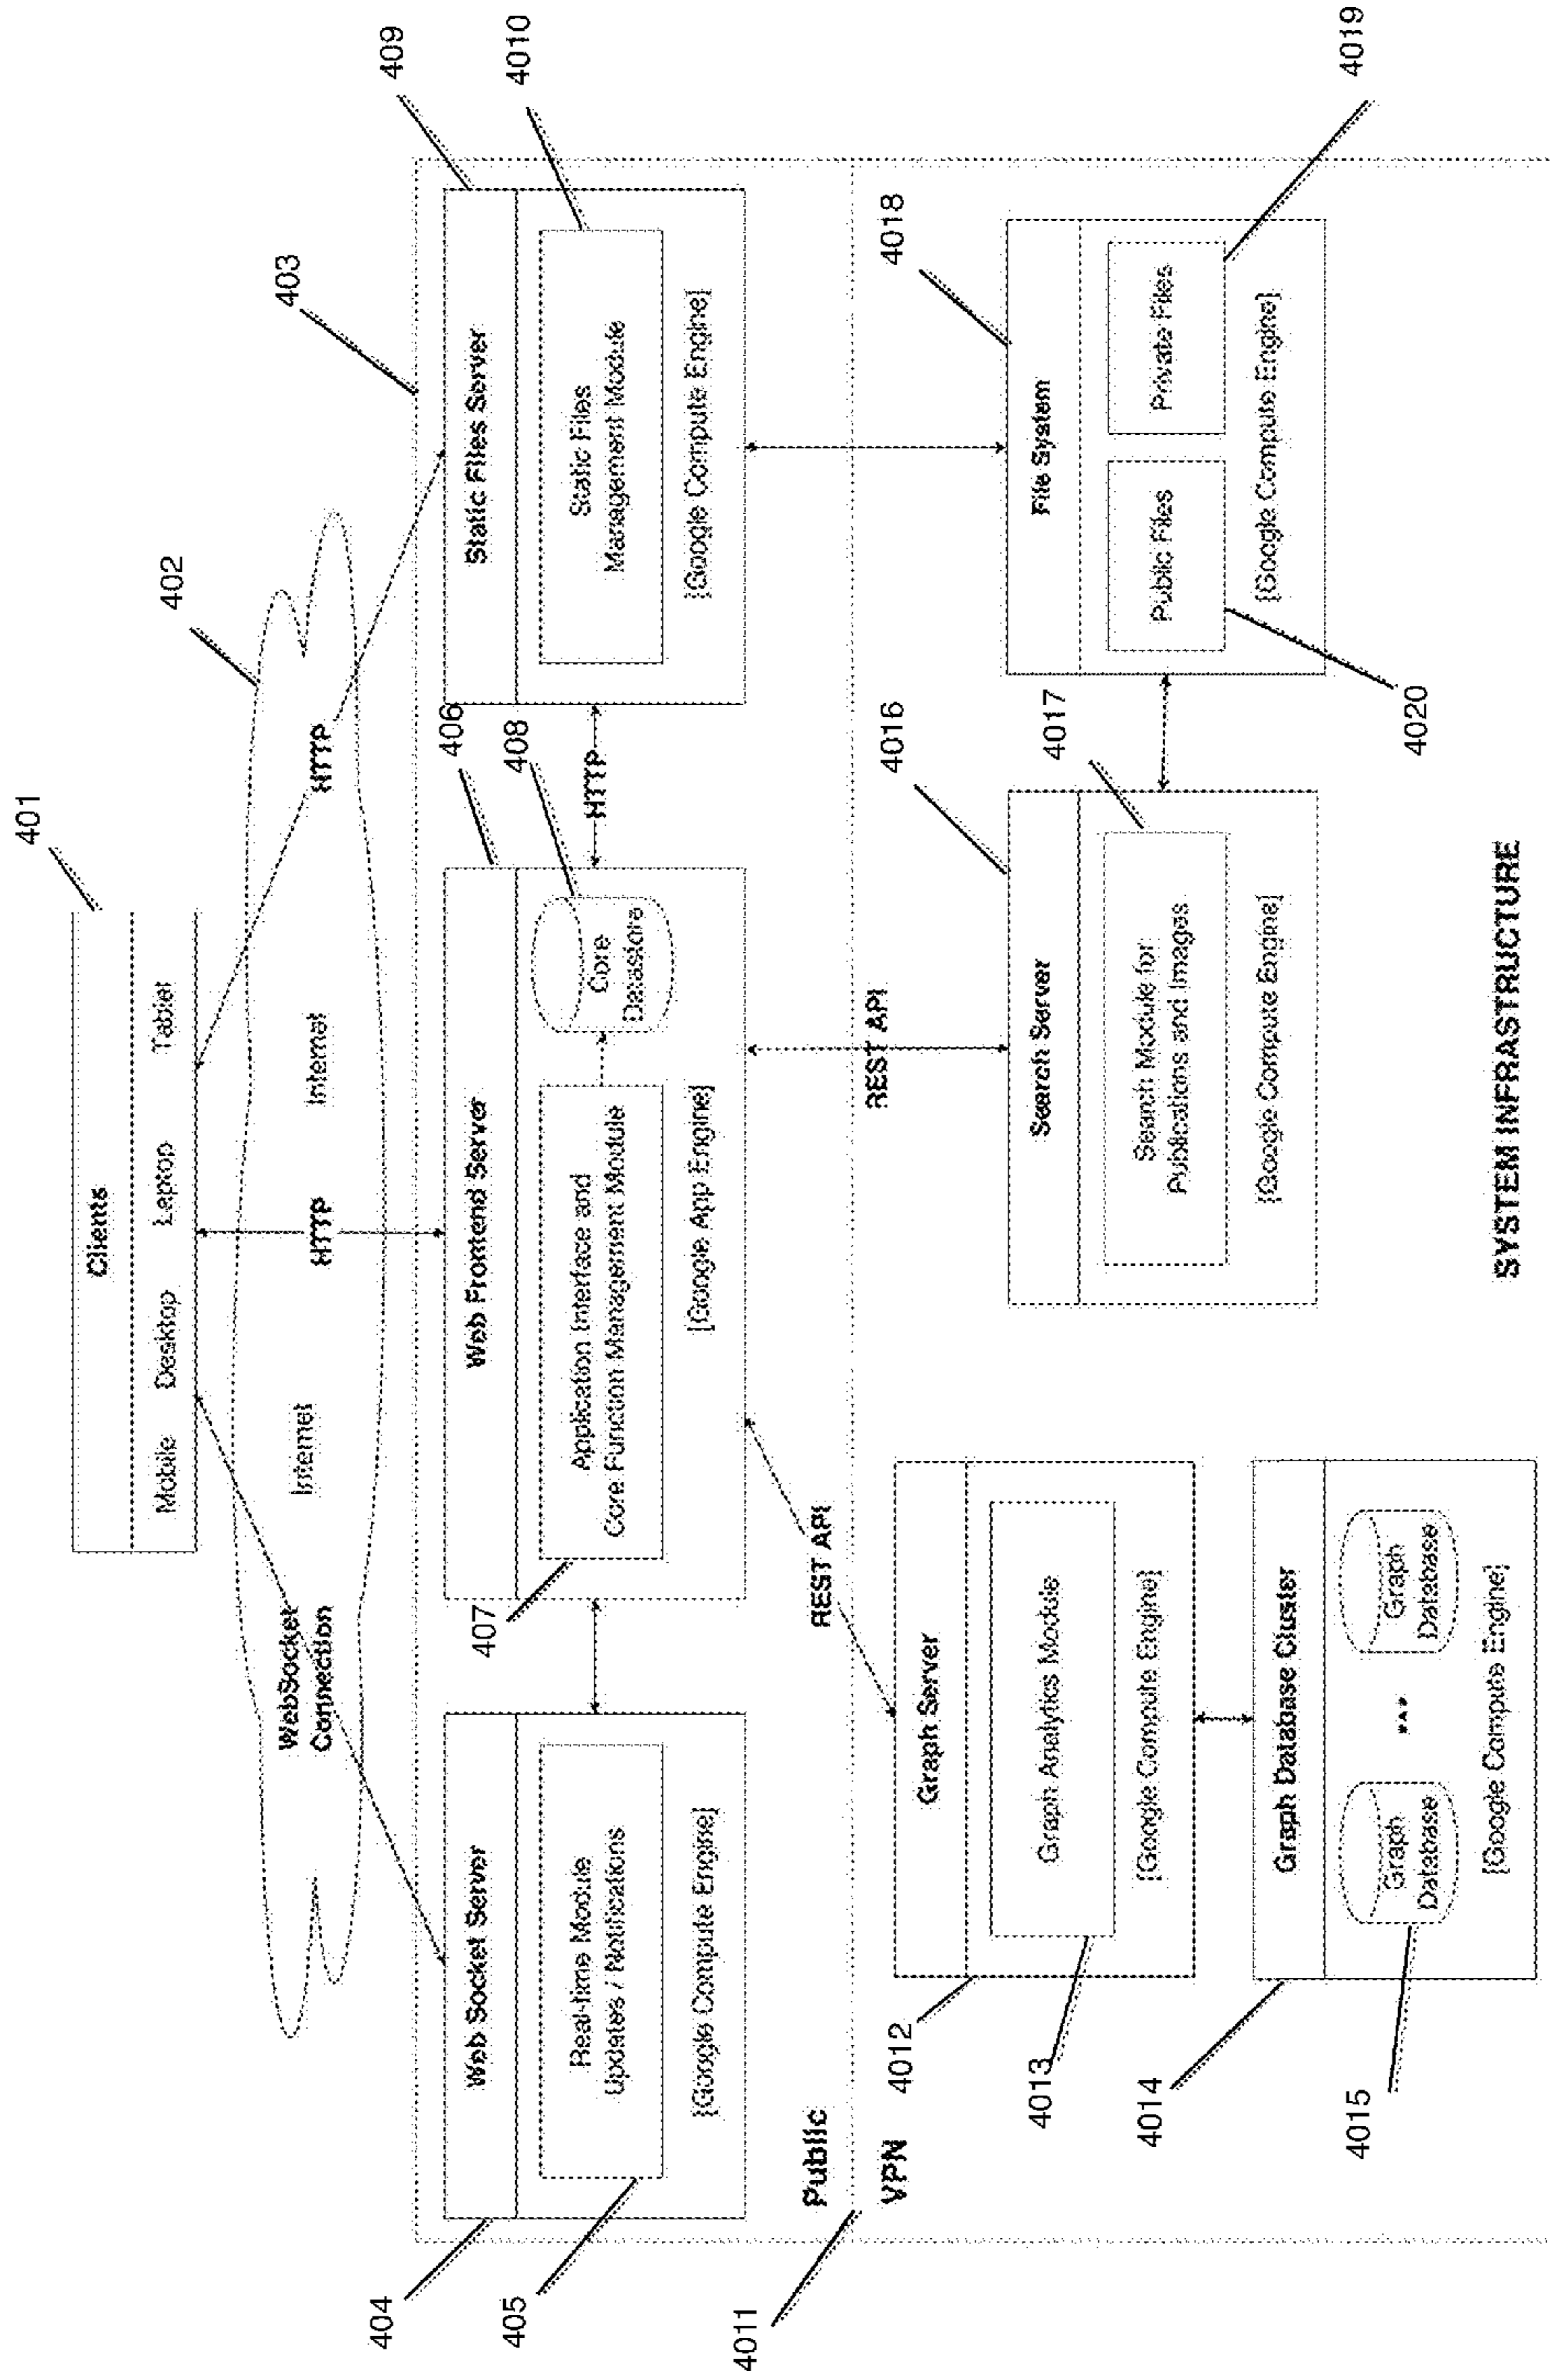 401
Clients
Mobile Desktop Laptop Tablet
402
WebSocket
Connection
Internet
HTTP
Internet
HTTP
403
404
Web Socket Server
405
Real-time Module
Updates / Notifications
[Google Compute Engine]
406
Web Frontend Server
407
Application Interface and
Core Function Management Module
408
Core
Datastore
[Google App Engine]
HTTP
409
Static Files Server
4010
Static Files
Management Module
[Google Compute Engine]
Public
4011
VPN
REST API
REST API
4012
Graph Server
4013
Graph Analytics Module
[Google Compute Engine]
4014
Graph Database Cluster
4015
Graph
Database
...
Graph
Database
[Google Compute Engine]
4016
Search Server
4017
Search Module for
Publications and Images
[Google Compute Engine]
4018
File System
Public Files
Private Files
4019
4020
[Google Compute Engine]
SYSTEM INFRASTRUCTURE